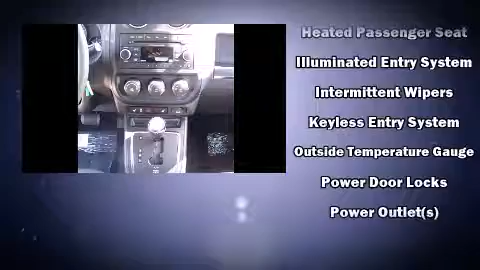 Heated Passenger Seat
Illuminated Entry System
Intermittent Wipers
Keyless Entry System
Outside Temperature Gauge
Power Door Locks
Power Outlet(s)